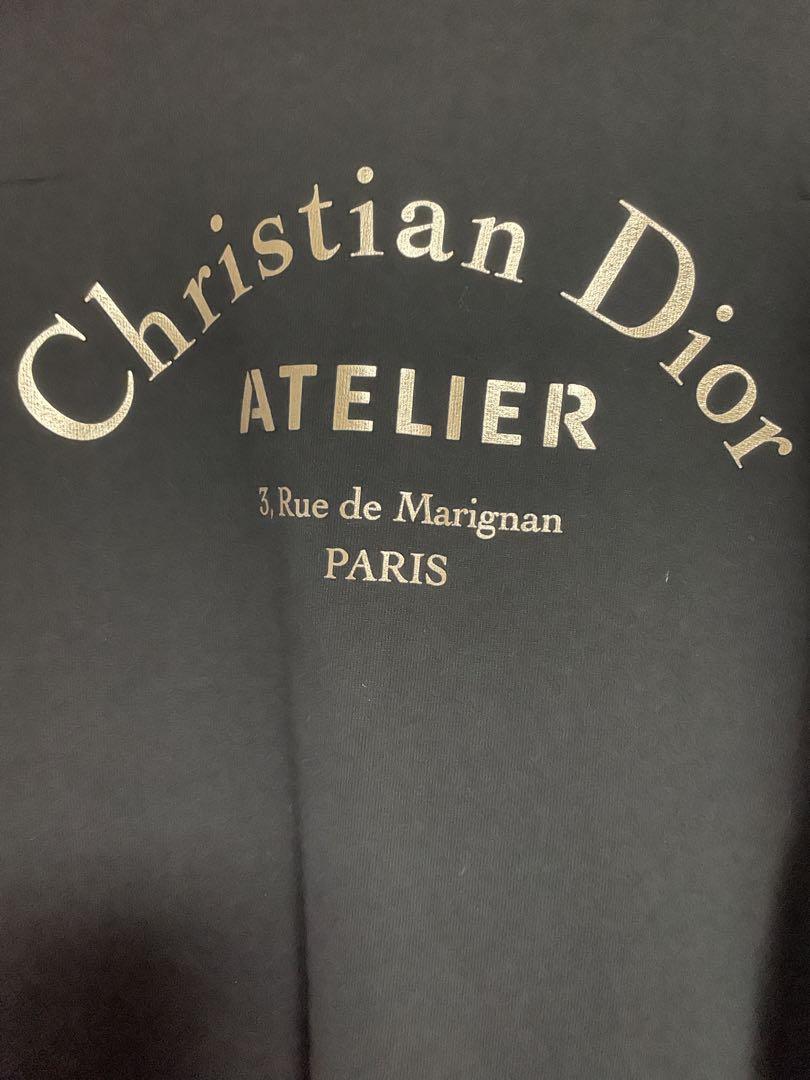 Christian Dior
ATELIER
3, Rue de Marignan
PARIS